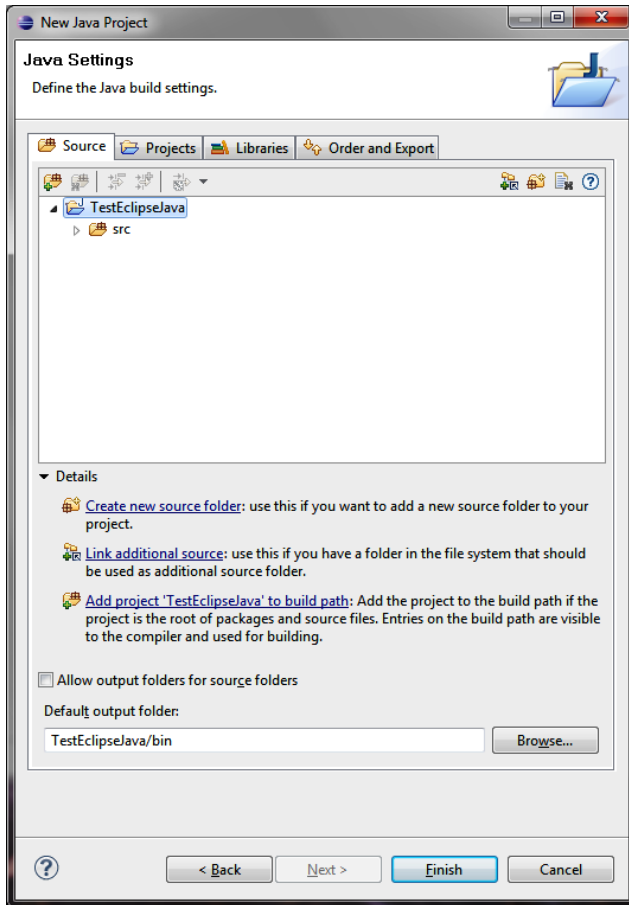 New Java Project
Java Settings
Define the Java build settings.
Source
Projects
Libraries
Order and Export
TestEclipseJava
src
Details
Create new source folder: use this if you want to add a new source folder to your
project.
Link additional source: use this if you have a folder in the file system that should
be used as additional source folder.
Add project 'TestEclipseJava' to build path: Add the project to the build path if the
project is the root of packages and source files. Entries on the build path are visible
to the compiler and used for building.
Allow output folders for source folders
Default output folder:
TestEclipseJava/bin
Browse...
< Back
Next >
Finish
Cancel